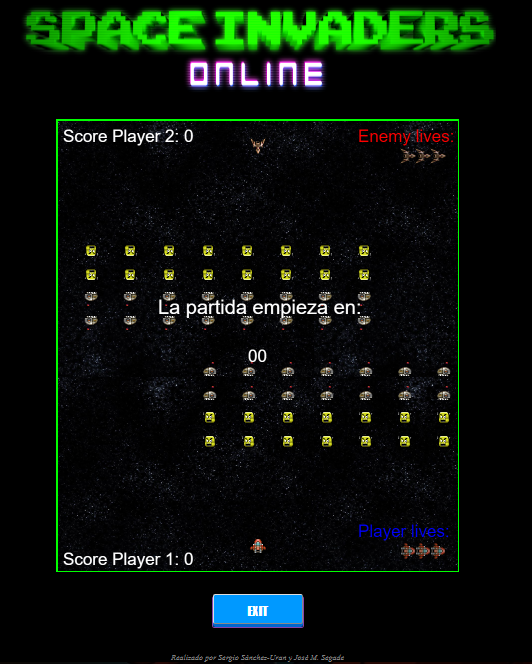 SPACE INVADERS
ONLINE
Score Player 2: 0
Enemy lives:
La partida empieza en:
00
Player lives:
Score Player 1: 0
EXIT
Realizado por Sergio Sánchez-Uran y José M. Segade